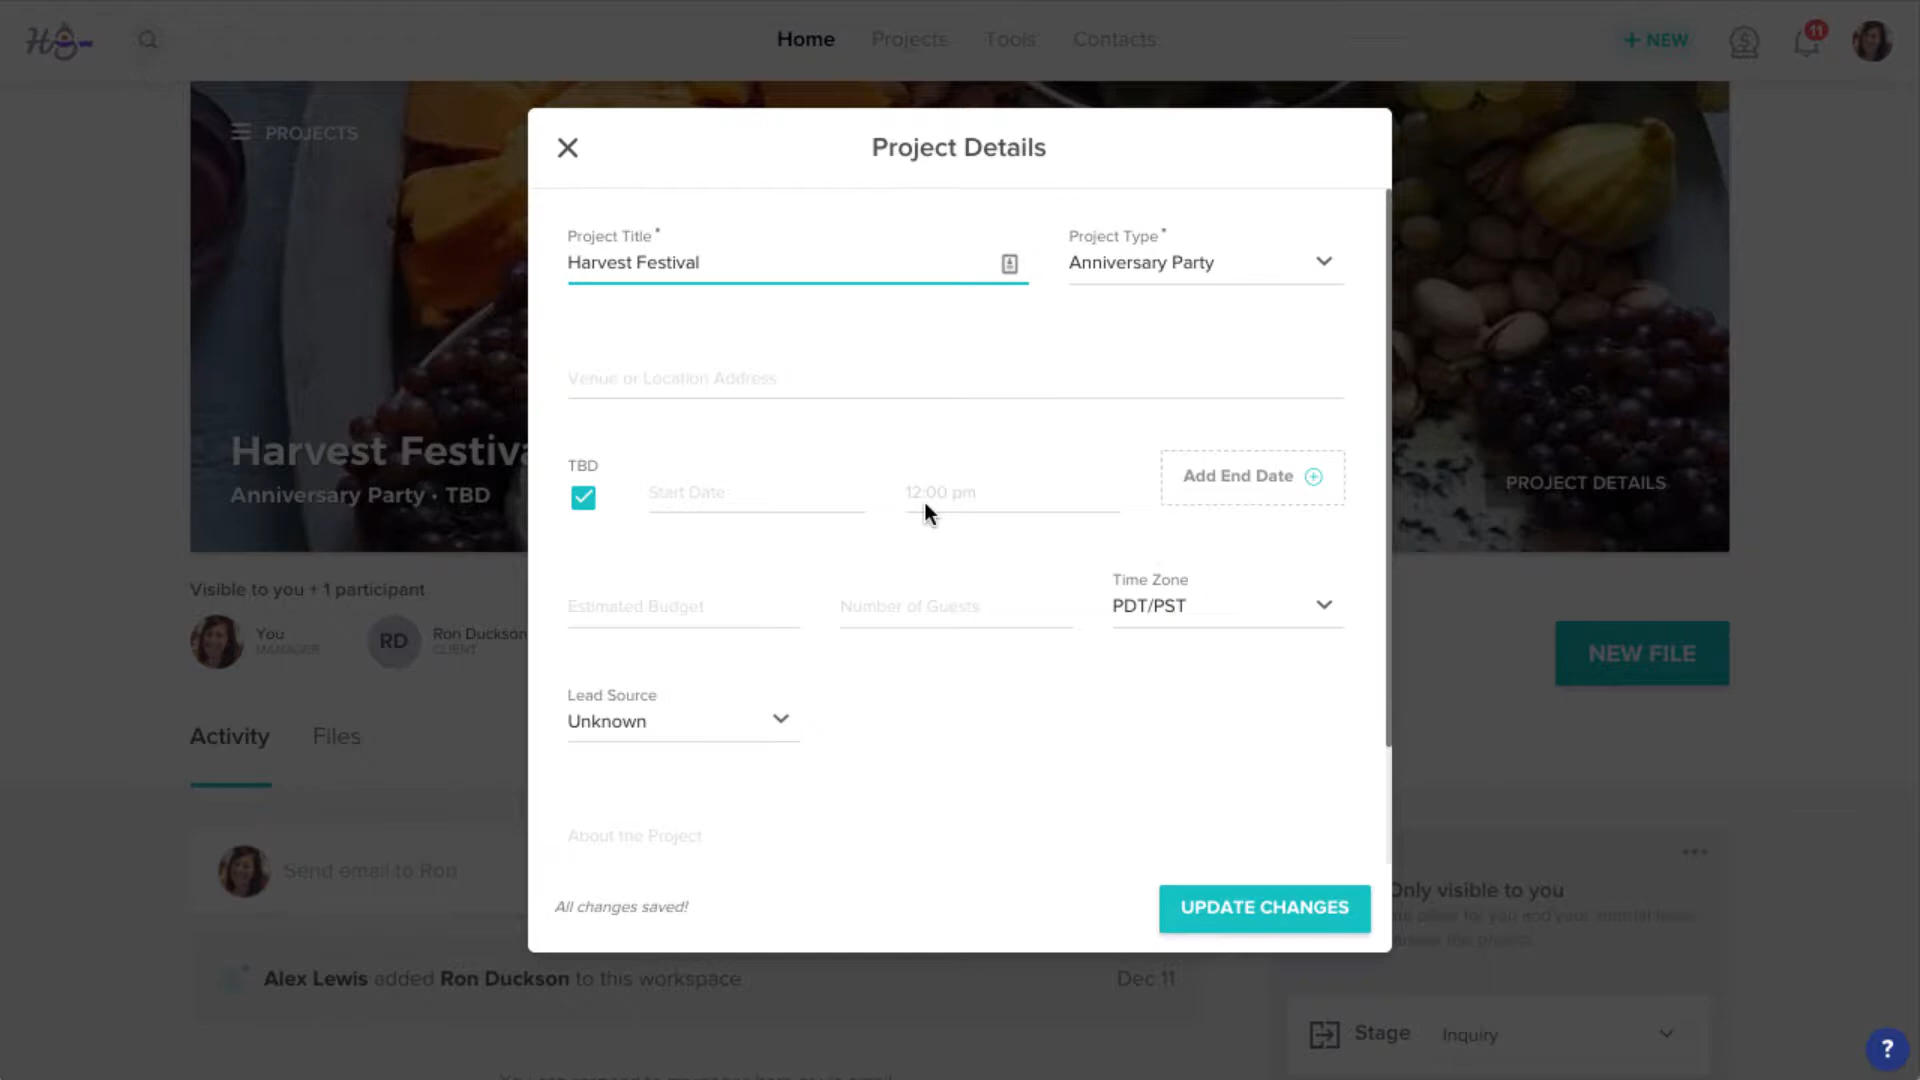 Home
Projects
Tools
Contacts
+ NEW
11
PROJECTS
Project Details
Project Title*
Harvest Festival
Project Type*
Anniversary Party
Venue or Location Address
Harvest Festiva
Anniversary Party • TBD
PROJECT DETAILS
TBD
Start Date
12:00 pm
Add End Date
Visible to you + 1 participant
You
MANAGER
RD
Ron Duckson
CLIENT
Estimated Budget
Number of Guests
Time Zone
PDT/PST
NEW FILE
Lead Source
Unknown
Activity
Files
About the Project
Send email to Ron
All changes saved!
UPDATE CHANGES
Only visible to you
Alex Lewis added Ron Duckson to this workspace
Dec 11
Stage
Inquiry
?